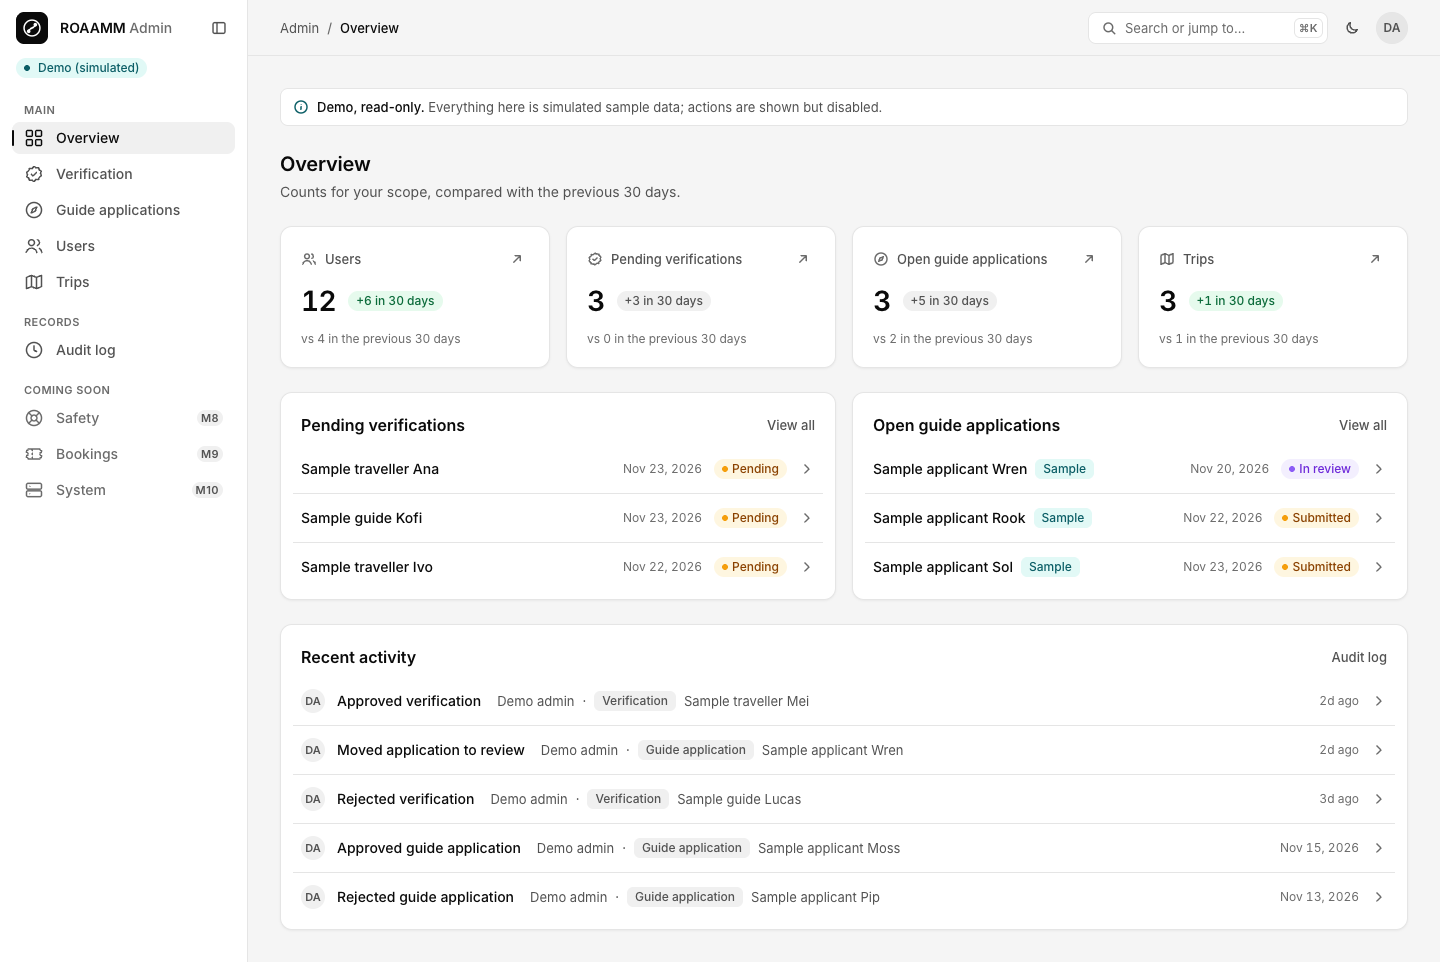 ROAAMM Admin
Demo (simulated)
MAIN
Overview
Verification
Guide applications
Users
Trips
RECORDS
Audit log
COMING SOON
Safety M8
Bookings M9
System M10
Admin / Overview
Search or jump to... ⌘K
DA
Demo, read-only. Everything here is simulated sample data; actions are shown but disabled.
Overview
Counts for your scope, compared with the previous 30 days.
Users
12 +6 in 30 days
vs 4 in the previous 30 days
Pending verifications
3 +3 in 30 days
vs 0 in the previous 30 days
Open guide applications
3 +5 in 30 days
vs 2 in the previous 30 days
Trips
3 +1 in 30 days
vs 1 in the previous 30 days
Pending verifications View all
Sample traveller Ana Nov 23, 2026 Pending
Sample guide Kofi Nov 23, 2026 Pending
Sample traveller Ivo Nov 22, 2026 Pending
Open guide applications View all
Sample applicant Wren Sample Nov 20, 2026 In review
Sample applicant Rook Sample Nov 22, 2026 Submitted
Sample applicant Sol Sample Nov 23, 2026 Submitted
Recent activity Audit log
DA Approved verification Demo admin · Verification Sample traveller Mei 2d ago
DA Moved application to review Demo admin · Guide application Sample applicant Wren 2d ago
DA Rejected verification Demo admin · Verification Sample guide Lucas 3d ago
DA Approved guide application Demo admin · Guide application Sample applicant Moss Nov 15, 2026
DA Rejected guide application Demo admin · Guide application Sample applicant Pip Nov 13, 2026